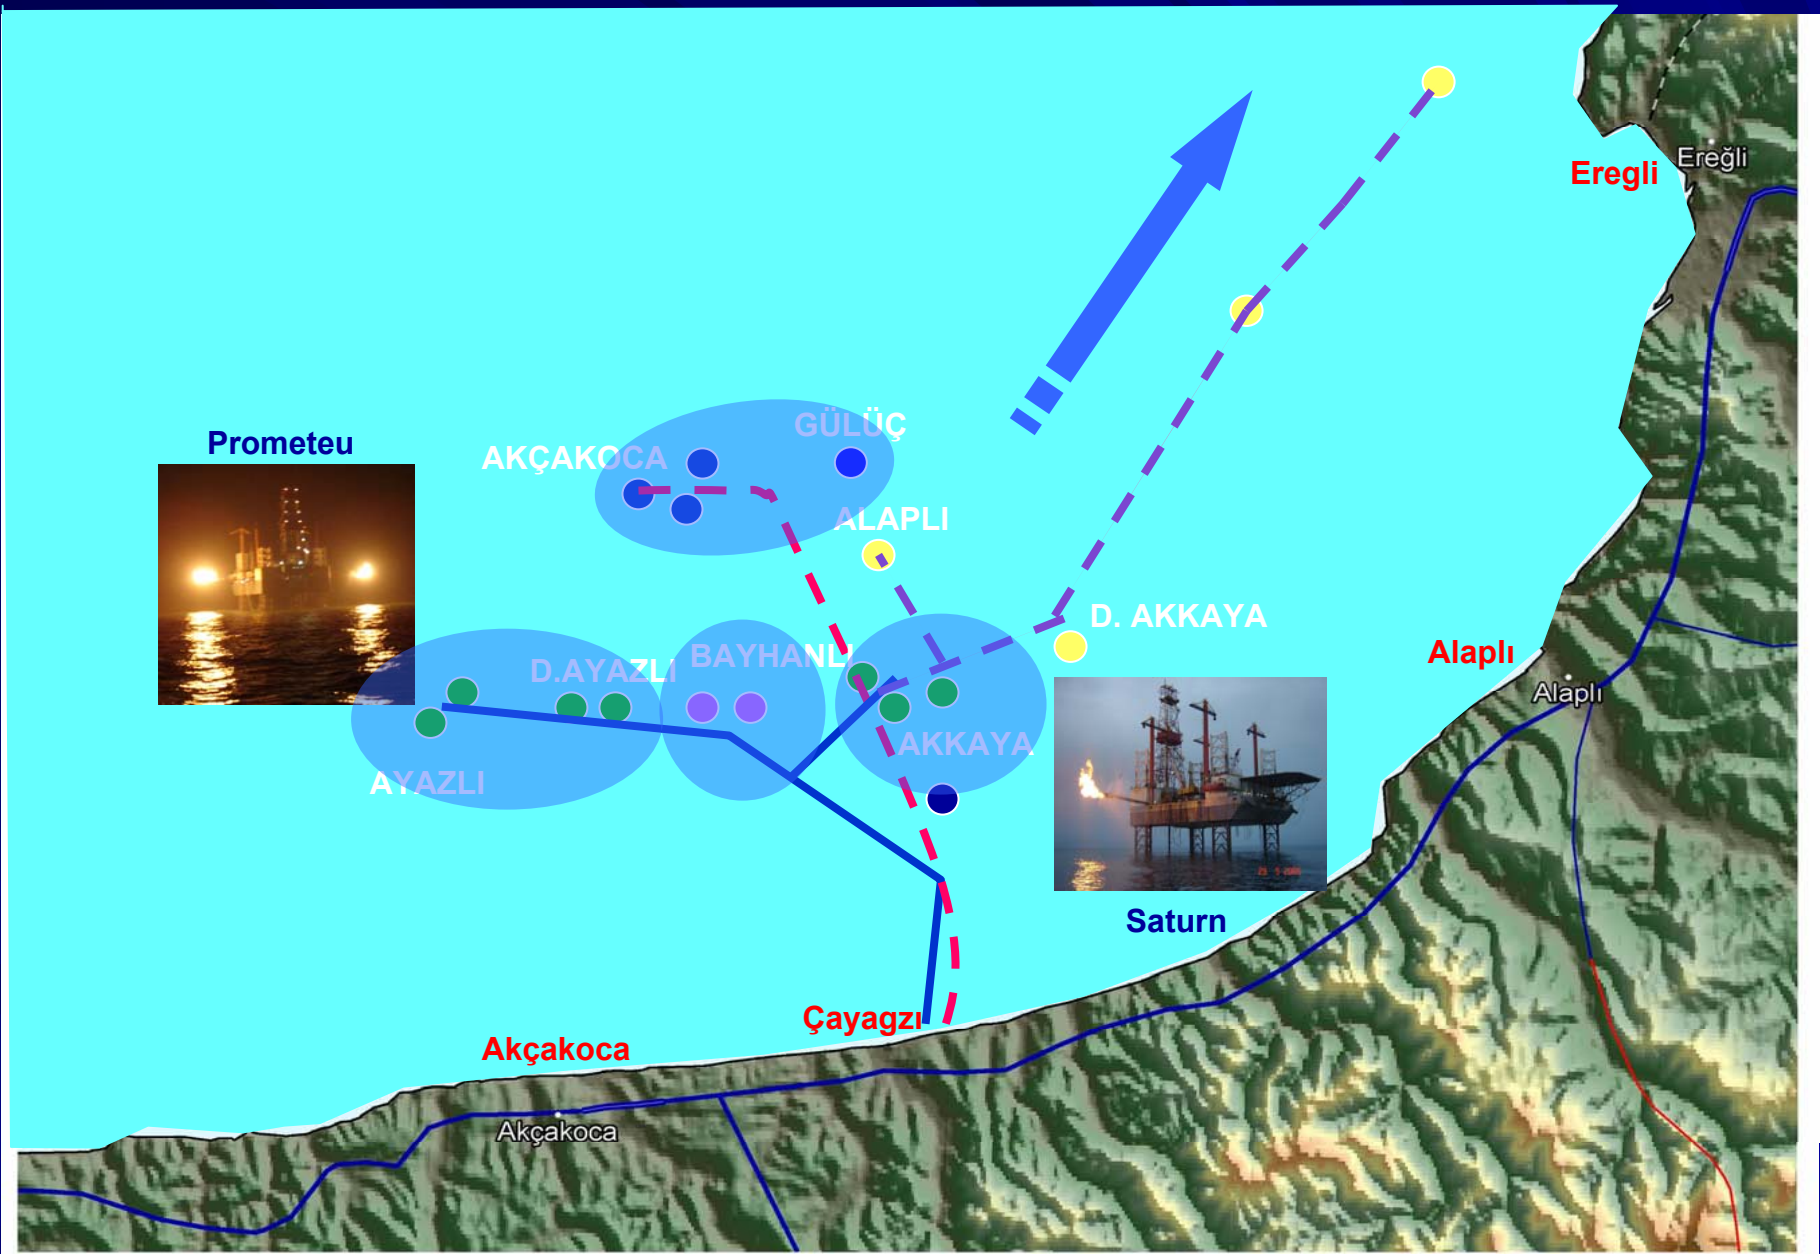 Eregli
Ereğli
GÜLÜÇ
Prometeu
AKÇAKOCA
ALAPLI
D. AKKAYA
Alaplı
BAYHANLI
D.AYAZLI
Alaplı
AKKAYA
AYAZLI
Saturn
Çayagzı
Akçakoca
Akçakoca